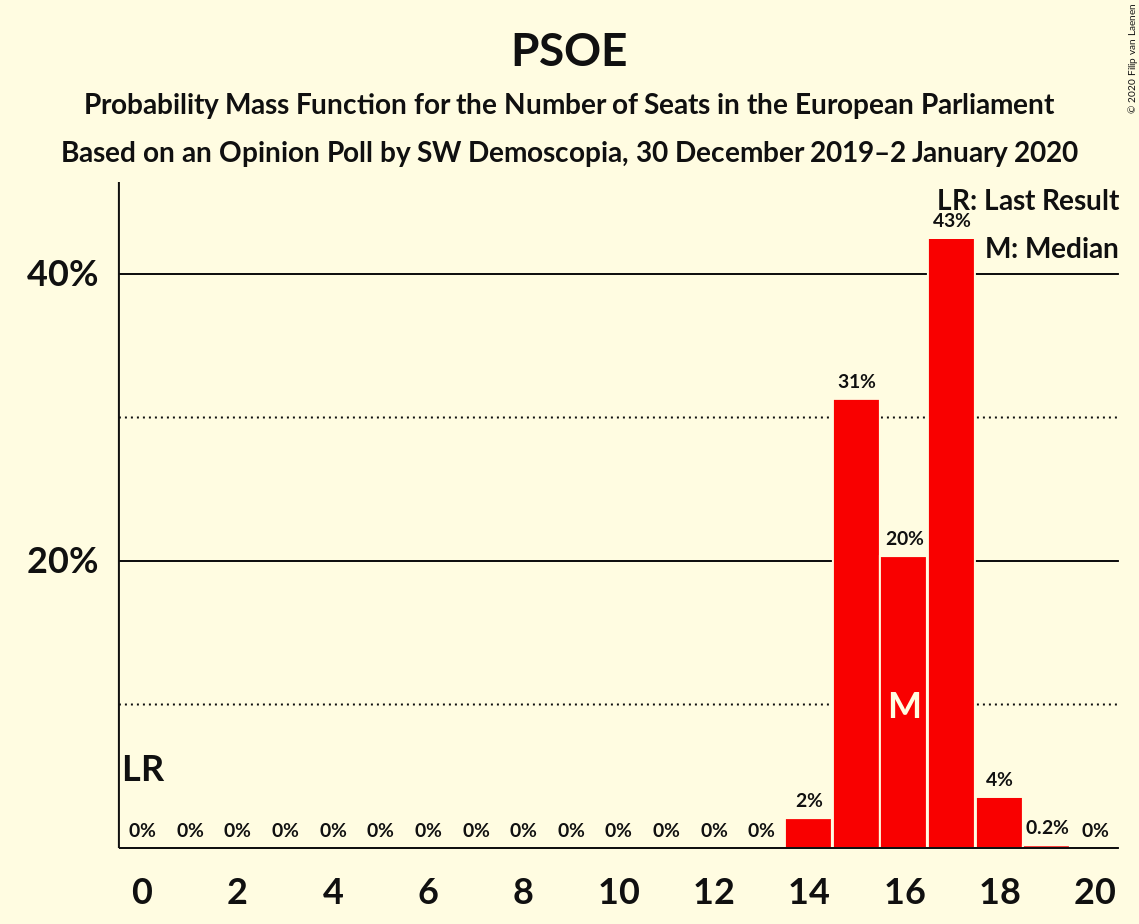 PSOE
Probability Mass Function for the Number of Seats in the European Parliament
Based on an Opinion Poll by SW Demoscopia, 30 December 2019–2 January 2020
© 2020 Filip van Laenen
LR: Last Result
M: Median
43%
40%
31%
20%
20%
M
LR
0% 0% 0% 0% 0% 0% 0% 0% 0% 0% 0% 0% 0% 0% 2% 4% 0.2% 0%
0 2 4 6 8 10 12 14 16 18 20